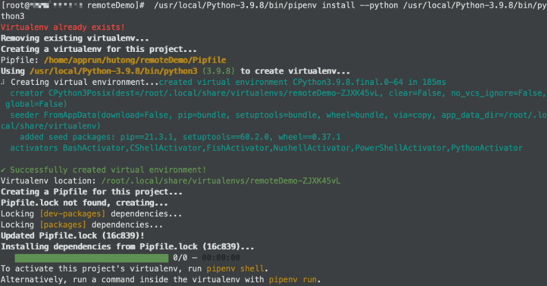 [root@ remoteDemo]# /usr/local/Python-3.9.8/bin/pipenv install --python /usr/local/Python-3.9.8/bin/py
thon3
Virtualenv already exists!
Removing existing virtualenv...
Creating a virtualenv for this project...
Pipfile: /home/apprun/hutong/remoteDemo/Pipfile
Using /usr/local/Python-3.9.8/bin/python3 (3.9.8) to create virtualenv...
⠼ Creating virtual environment...created virtual environment CPython3.9.8.final.0-64 in 185ms
creator CPython3Posix(dest=/root/.local/share/virtualenvs/remoteDemo-ZJXK45vL, clear=False, no_vcs_ignore=False,
global=False)
seeder FromAppData(download=False, pip=bundle, setuptools=bundle, wheel=bundle, via=copy, app_data_dir=/root/.lo
cal/share/virtualenv)
added seed packages: pip==21.3.1, setuptools==60.2.0, wheel==0.37.1
activators BashActivator,CShellActivator,FishActivator,NushellActivator,PowerShellActivator,PythonActivator
✔ Successfully created virtual environment!
Virtualenv location: /root/.local/share/virtualenvs/remoteDemo-ZJXK45vL
Creating a Pipfile for this project...
Pipfile.lock not found, creating...
Locking [dev-packages] dependencies...
Locking [packages] dependencies...
Updated Pipfile.lock (16c839)!
Installing dependencies from Pipfile.lock (16c839)...
0/0 — 00:00:00
To activate this project's virtualenv, run pipenv shell.
Alternatively, run a command inside the virtualenv with pipenv run.